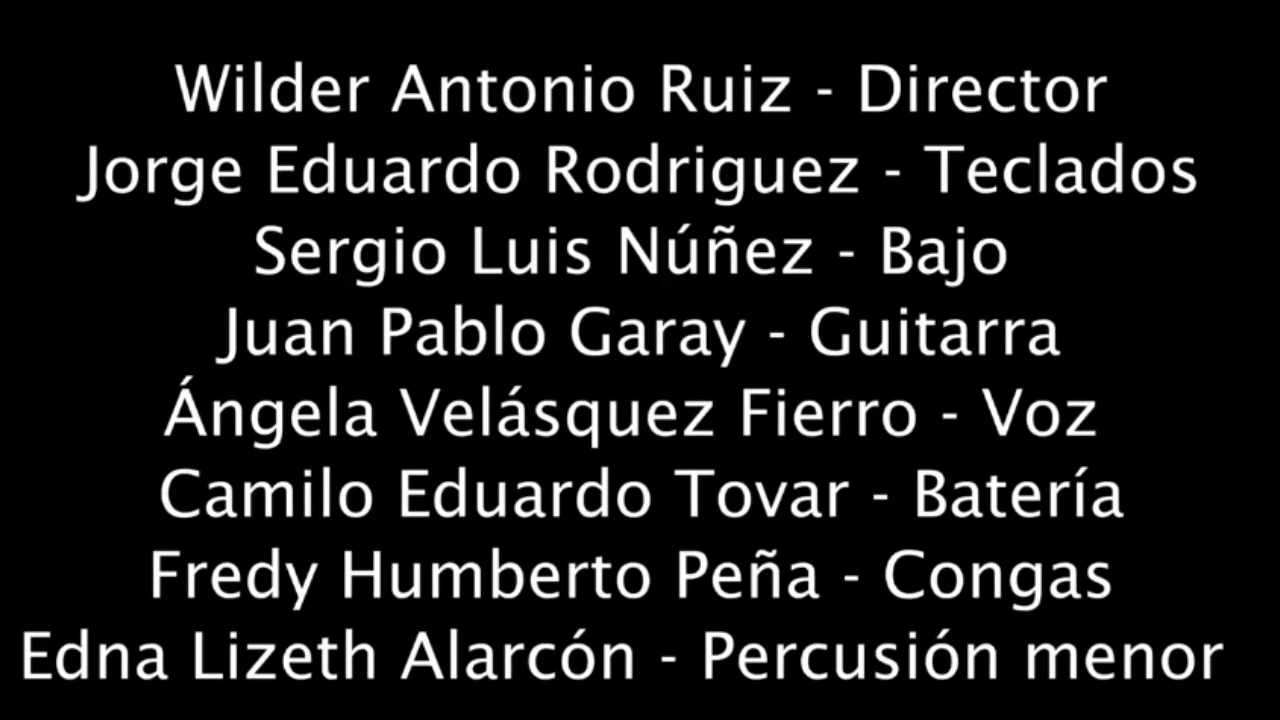 Wilder Antonio Ruiz - Director
Jorge Eduardo Rodriguez - Teclados
Sergio Luis Núñez - Bajo
Juan Pablo Garay - Guitarra
Ángela Velásquez Fierro - Voz
Camilo Eduardo Tovar - Batería
Fredy Humberto Peña - Congas
Edna Lizeth Alarcón - Percusión menor